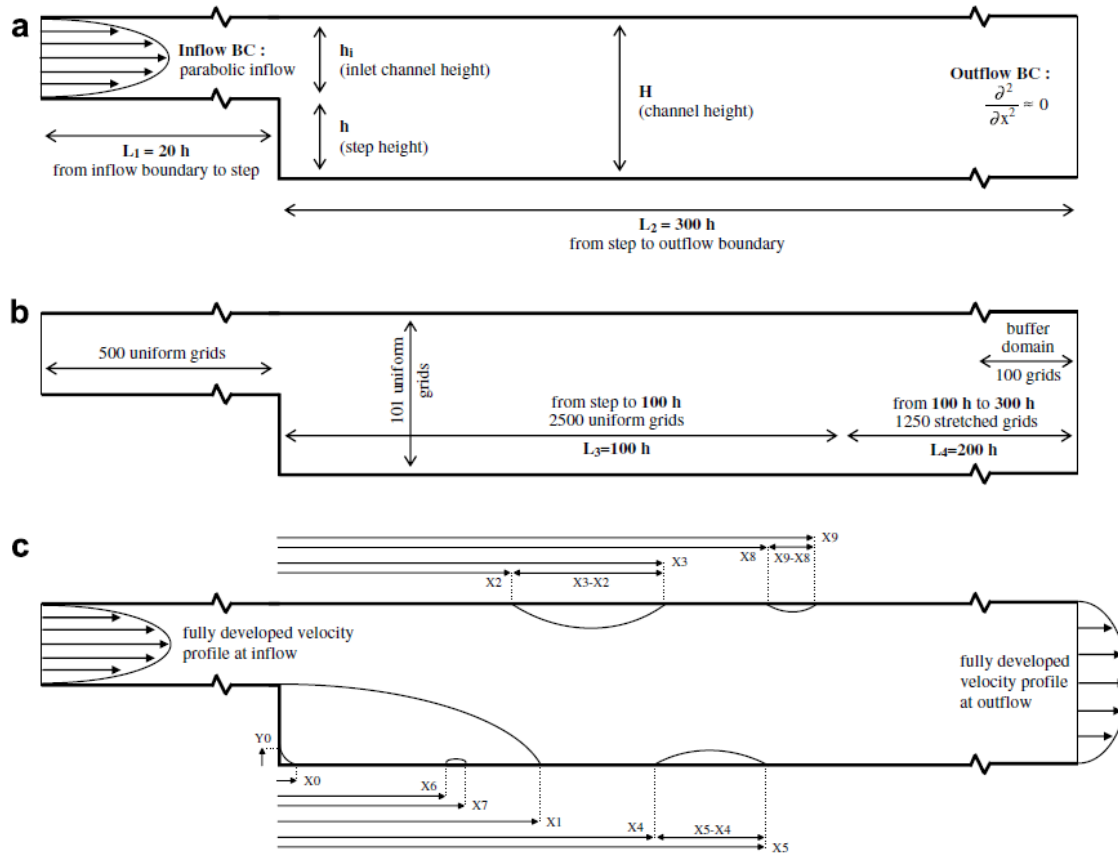 a
Inflow BC :
parabolic inflow
h_i
(inlet channel height)
H
(channel height)
Outflow BC :
∂²/∂x² ≈ 0
h
(step height)
L₁ = 20 h
from inflow boundary to step
L₂ = 300 h
from step to outflow boundary
b
500 uniform grids
101 uniform
grids
buffer
domain
100 grids
from step to 100 h
2500 uniform grids
L₃=100 h
from 100 h to 300 h
1250 stretched grids
L₄=200 h
c
X9
X8
X9-X8
X3
X2
X3-X2
fully developed velocity
profile at inflow
fully developed
velocity profile
at outflow
Y0
X0
X6
X7
X1
X4
X5-X4
X5